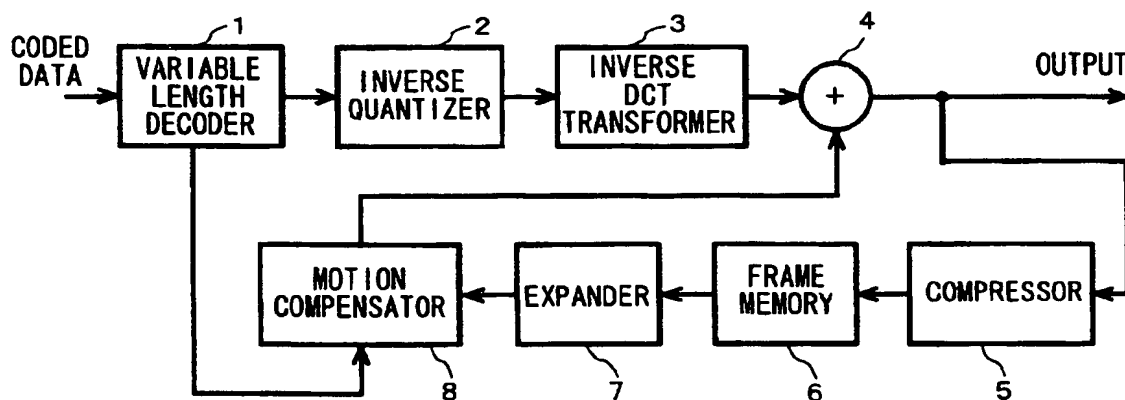 1
2
3
4
CODED
DATA
VARIABLE
LENGTH
DECODER
INVERSE
QUANTIZER
INVERSE
DCT
TRANSFORMER
+
OUTPUT
MOTION
COMPENSATOR
EXPANDER
FRAME
MEMORY
COMPRESSOR
8
7
6
5